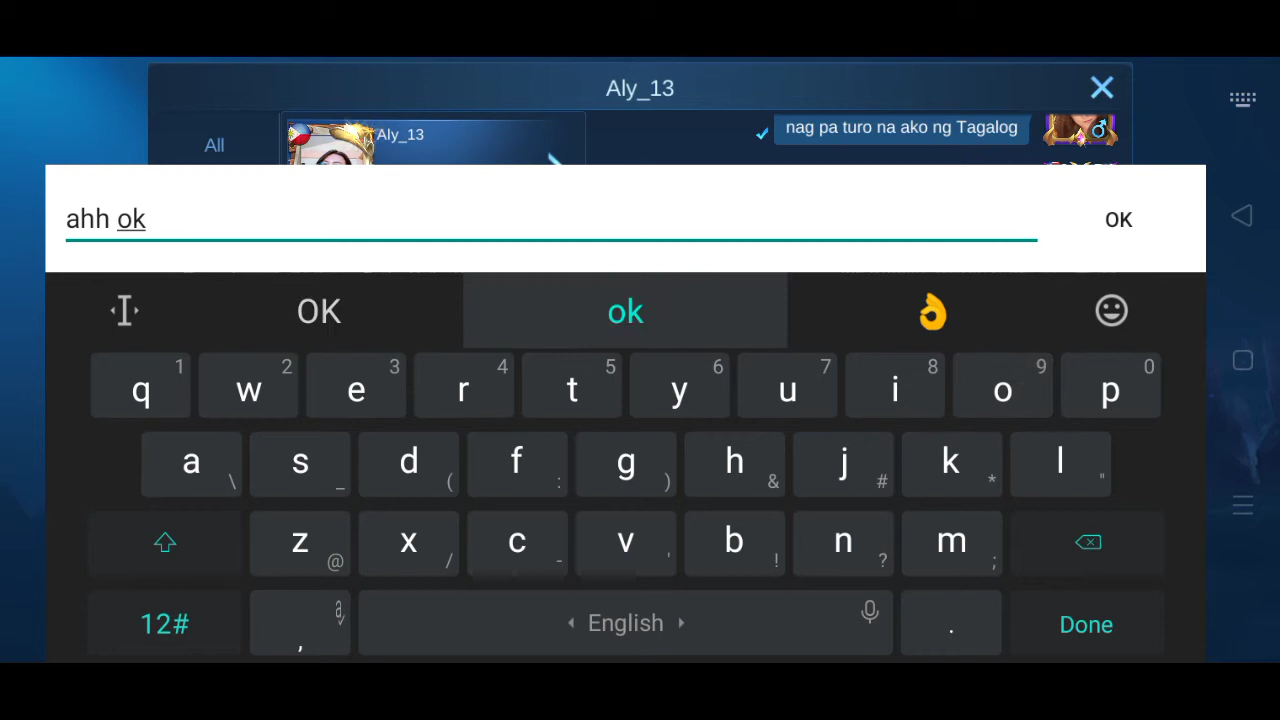 Aly_13
All
Aly_13
nag pa turo na ako ng Tagalog
ahh ok
OK
OK
ok
1 2 3 4 5 6 7 8 9 0
q w e r t y u i o p
a s d f g h j k l
\ _ ( : ) & # * "
z x c v b n m
@ / - ' ! ? ;
12#
,
English
.
Done